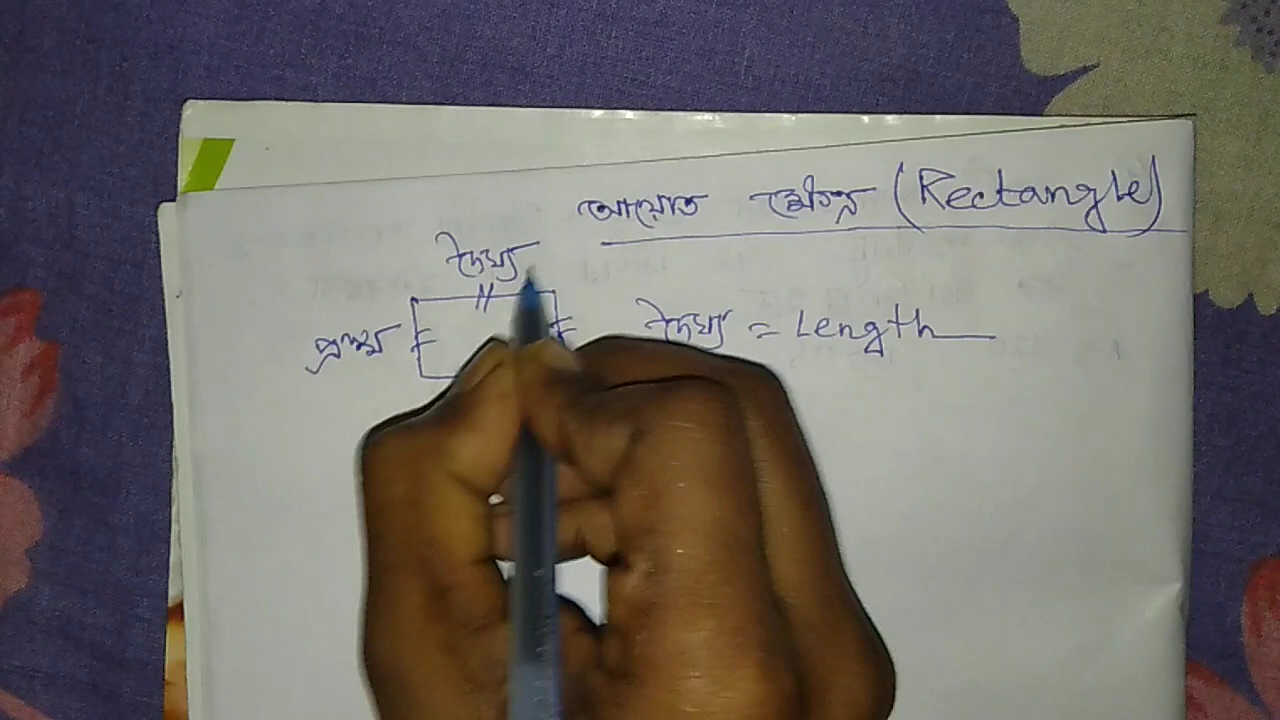 আয়োত ক্ষেত্র (Rectangle)
দৈর্ঘ্য
প্রস্থ
দৈর্ঘ্য = Length